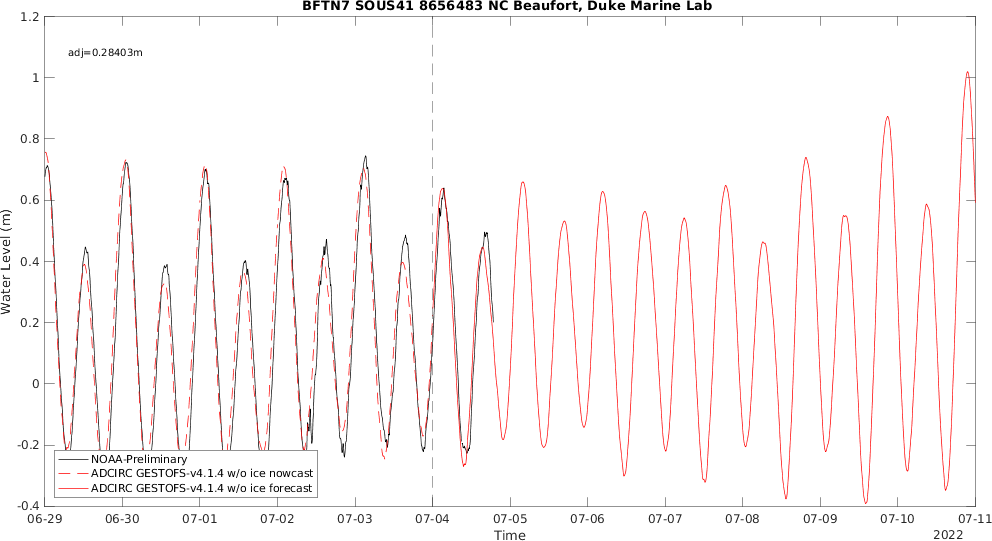 BFTN7 SOUS41 8656483 NC Beaufort, Duke Marine Lab
adj=0.28403m
1.2
1
0.8
0.6
0.4
0.2
0
-0.2
-0.4
Water Level (m)
NOAA-Preliminary
ADCIRC GESTOFS-v4.1.4 w/o ice nowcast
ADCIRC GESTOFS-v4.1.4 w/o ice forecast
06-29 06-30 07-01 07-02 07-03 07-04 07-05 07-06 07-07 07-08 07-09 07-10 07-11
Time
2022